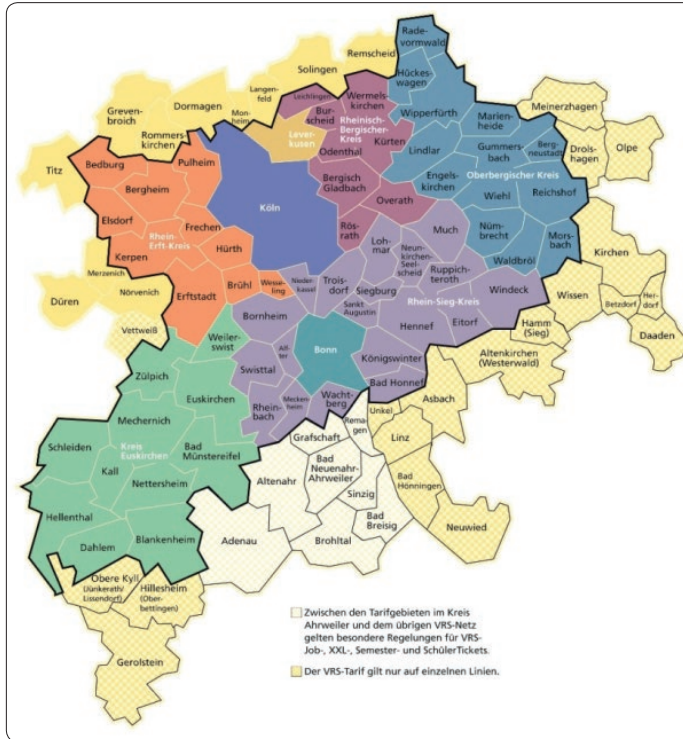 Rade-
vormwald
Remscheid
Solingen
Hückes-
wagen
Langen-
feld
Leichlingen
Wermels-
kirchen
Dormagen
Mon-
heim
Bur-
scheid
Rheinisch-
Bergischer-
Kreis
Wipperfürth
Marien-
heide
Meinerzhagen
Greven-
broich
Rommers-
kirchen
Lever-
kusen
Odenthal
Kürten
Lindlar
Gummers-
bach
Berg-
neustadt
Drols-
hagen
Olpe
Titz
Bedburg
Pulheim
Bergisch
Gladbach
Engels-
kirchen
Oberbergischer Kreis
Bergheim
Köln
Overath
Wiehl
Reichshof
Elsdorf
Rhein-
Erft-Kreis
Frechen
Hürth
Rös-
rath
Loh-
mar
Much
Nüm-
brecht
Mors-
bach
Kerpen
Neun-
kirchen-
Seel-
scheid
Ruppich-
teroth
Waldbröl
Kirchen
Merzenich
Düren
Nörvenich
Erftstadt
Brühl
Wesse-
ling
Nieder-
kassel
Trois-
dorf
Siegburg
Sankt
Augustin
Rhein-Sieg-Kreis
Windeck
Wissen
Betzdorf
Her-
dorf
Daaden
Vettweiß
Weiler-
swist
Bornheim
Hennef
Eitorf
Hamm
(Sieg)
Altenkirchen
(Westerwald)
Zülpich
Swisttal
Alf-
ter
Bonn
Königswinter
Bad Honnef
Asbach
Euskirchen
Rhein-
bach
Mecken-
heim
Wacht-
berg
Unkel
Linz
Mechernich
Kreis
Euskirchen
Bad
Münstereifel
Schleiden
Kall
Nettersheim
Grafschaft
Rema-
gen
Bad
Neuenahr-
Ahrweiler
Altenahr
Sinzig
Bad
Hönningen
Neuwied
Hellenthal
Dahlem
Blankenheim
Adenau
Brohltal
Bad
Breisig
Obere Kyll
(Jünkerath/
Lissendorf)
Hillesheim
(Ober-
bettingen)
Gerolstein
Zwischen den Tarifgebieten im Kreis
Ahrweiler und dem übrigen VRS-Netz
gelten besondere Regelungen für VRS-
Job-, XXL-, Semester- und SchülerTickets.
Der VRS-Tarif gilt nur auf einzelnen Linien.